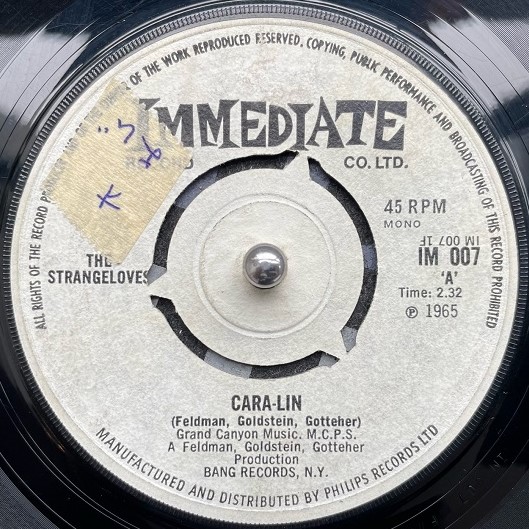 ALL RIGHTS OF THE RECORD PRODUCER AND OF THE OWNER OF THE WORK REPRODUCED RESERVED. COPYING, PUBLIC PERFORMANCE AND BROADCASTING OF THIS RECORD PROHIBITED
IMMEDIATE
RECORD CO. LTD.
45 RPM
MONO
IM 007 1F
IM 007
'A'
Time: 2.32
℗ 1965
THE
STRANGELOVES
CARA-LIN
(Feldman, Goldstein, Gotteher)
Grand Canyon Music. M.C.P.S.
A Feldman, Goldstein, Gotteher
Production
BANG RECORDS, N.Y.
MANUFACTURED AND DISTRIBUTED BY PHILIPS RECORDS LTD